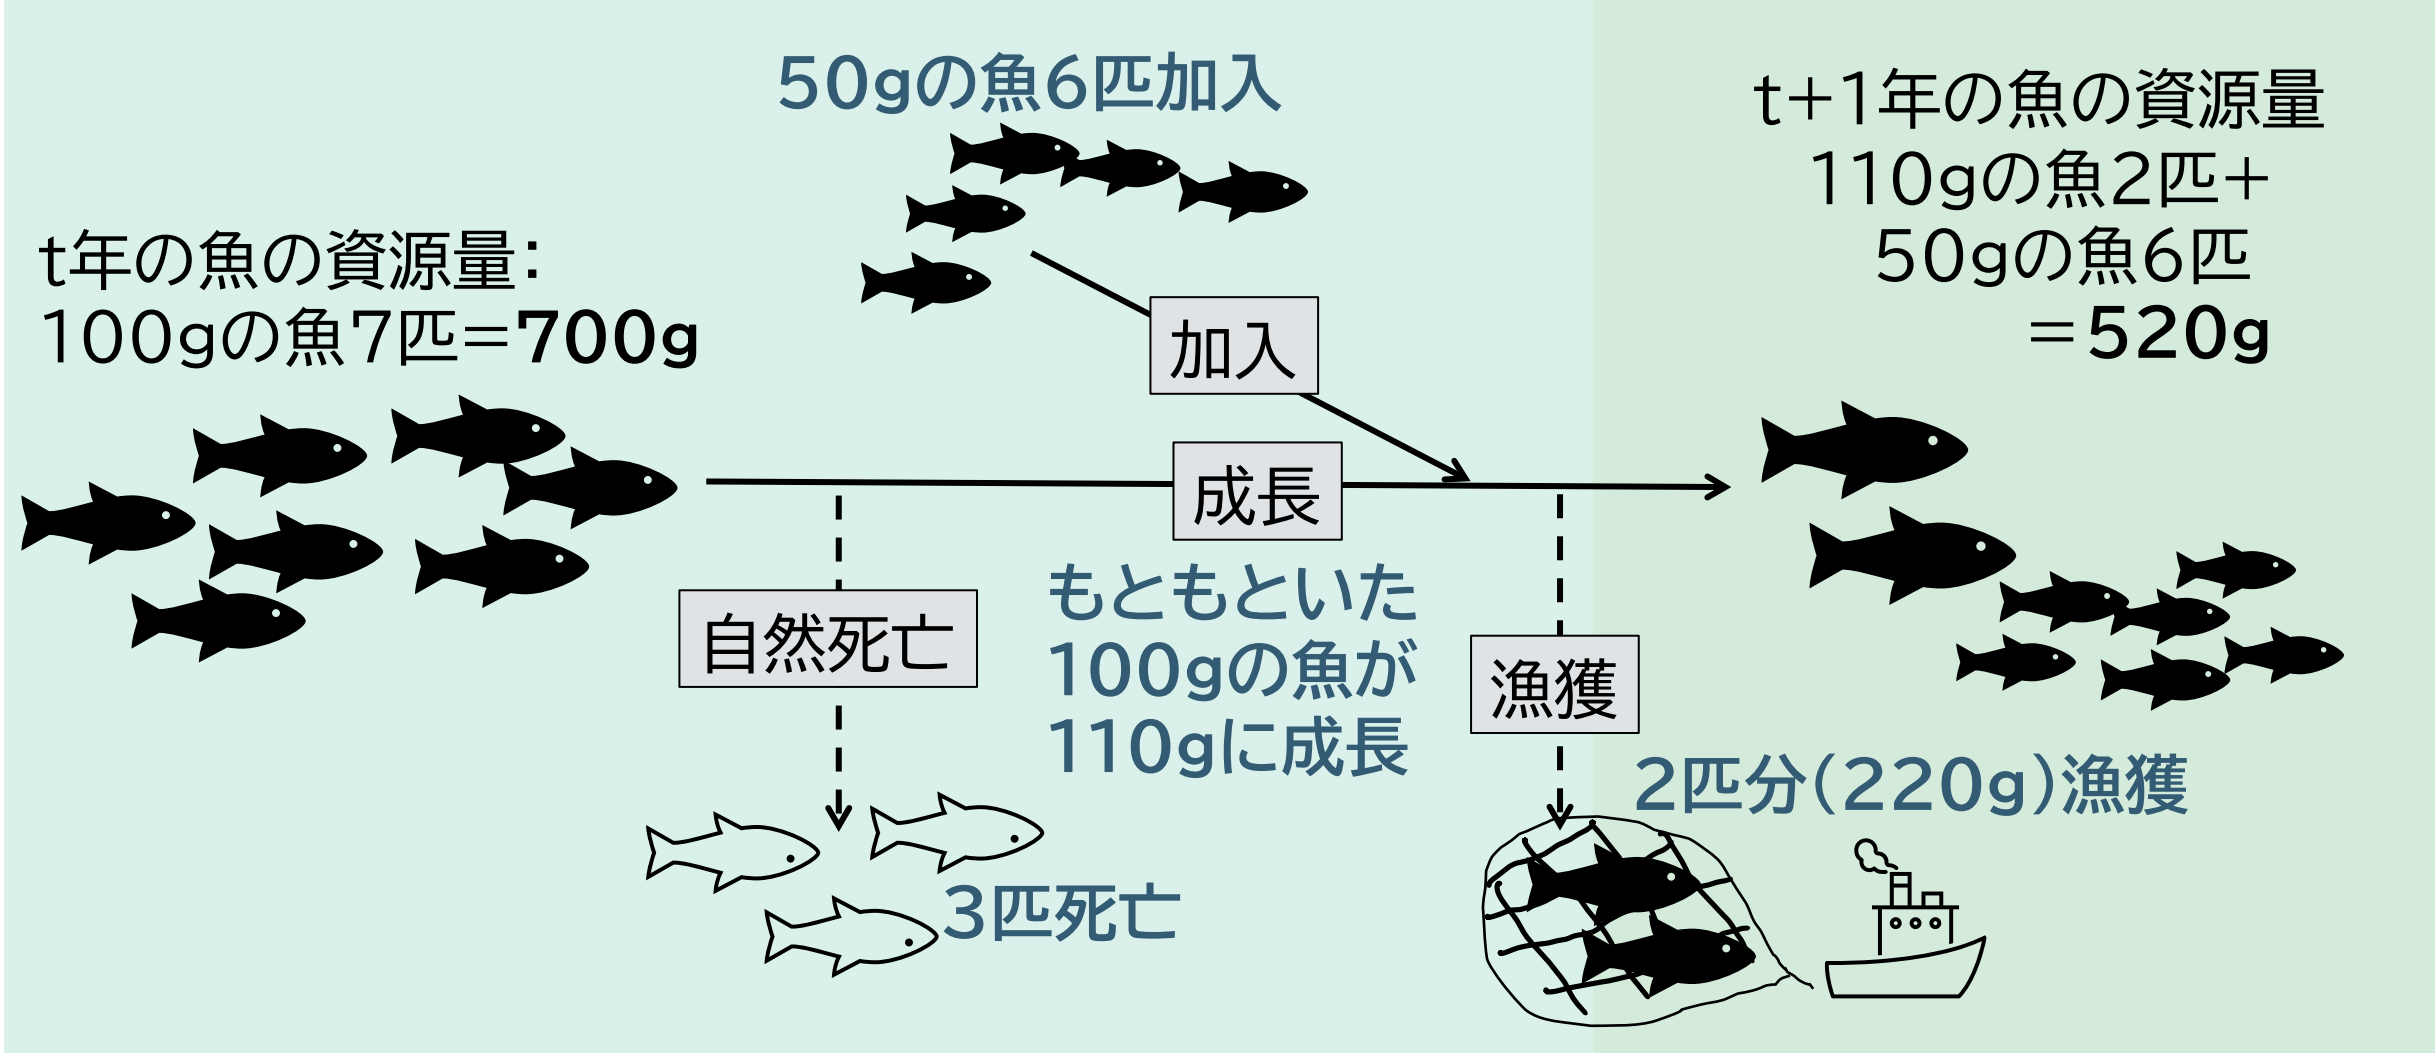 50gの魚6匹加入
t年の魚の資源量:
100gの魚7匹=700g
加入
成長
自然死亡
もともといた
100gの魚が
110gに成長
3匹死亡
漁獲
2匹分(220g)漁獲
t+1年の魚の資源量
110gの魚2匹+
50gの魚6匹
=520g